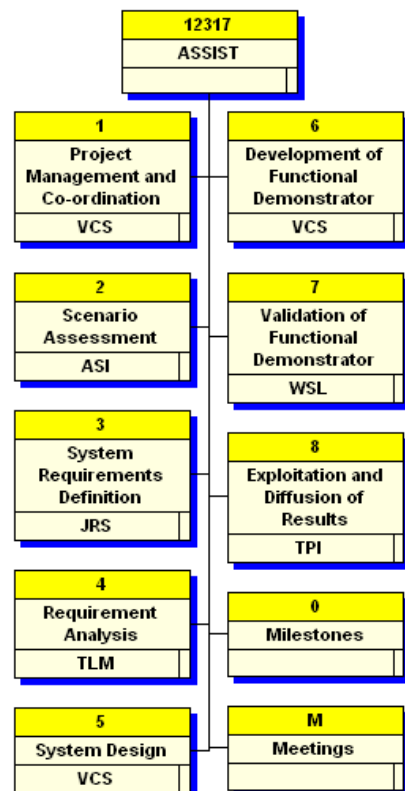 12317
ASSIST
1
Project
Management and
Co-ordination
VCS
2
Scenario
Assessment
ASI
3
System
Requirements
Definition
JRS
4
Requirement
Analysis
TLM
5
System Design
VCS
6
Development of
Functional
Demonstrator
VCS
7
Validation of
Functional
Demonstrator
WSL
8
Exploitation and
Diffusion of
Results
TPI
0
Milestones
M
Meetings